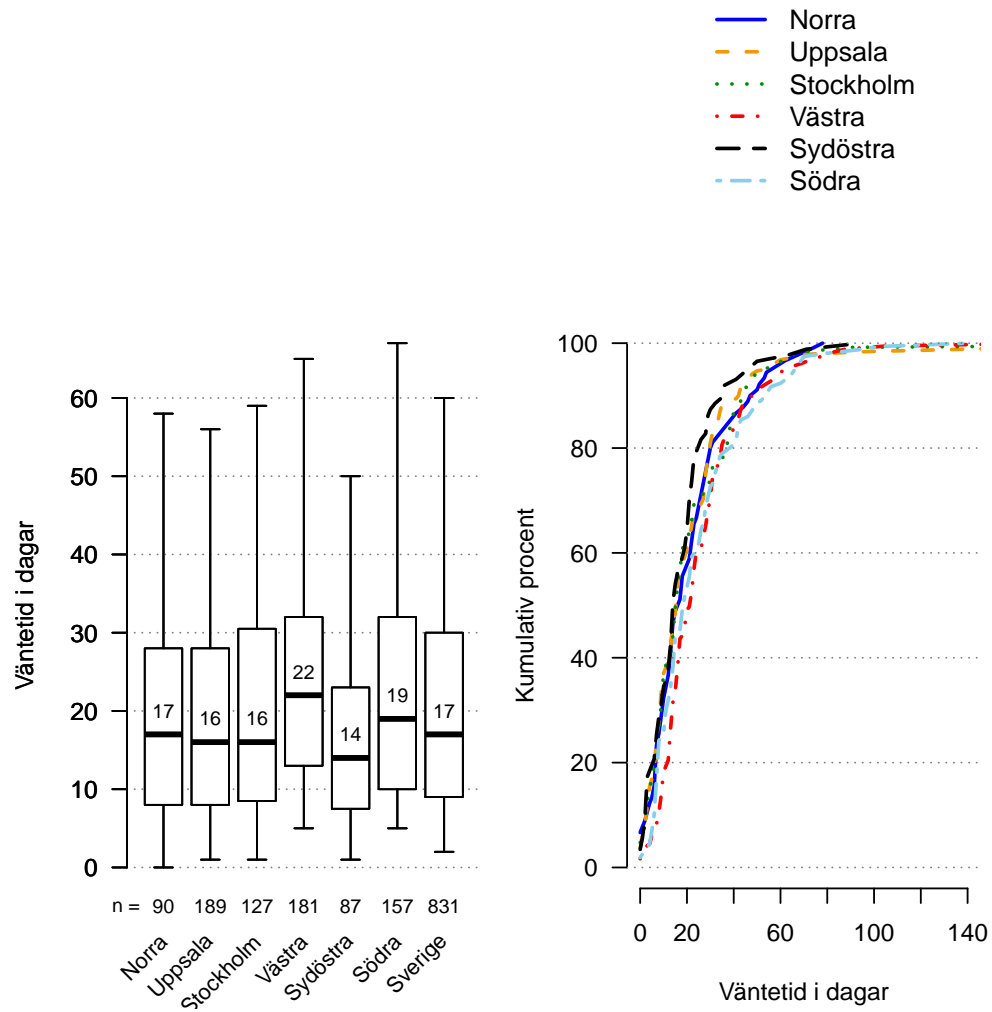 Norra
Uppsala
Stockholm
Västra
Sydöstra
Södra
Väntetid i dagar
60
50
40
30
20
10
0
17
16
16
22
14
19
17
n = 90 189 127 181 87 157 831
Norra
Uppsala
Stockholm
Västra
Sydöstra
Södra
Sverige
Kumulativ procent
100
80
60
40
20
0
0 20 60 100 140
Väntetid i dagar